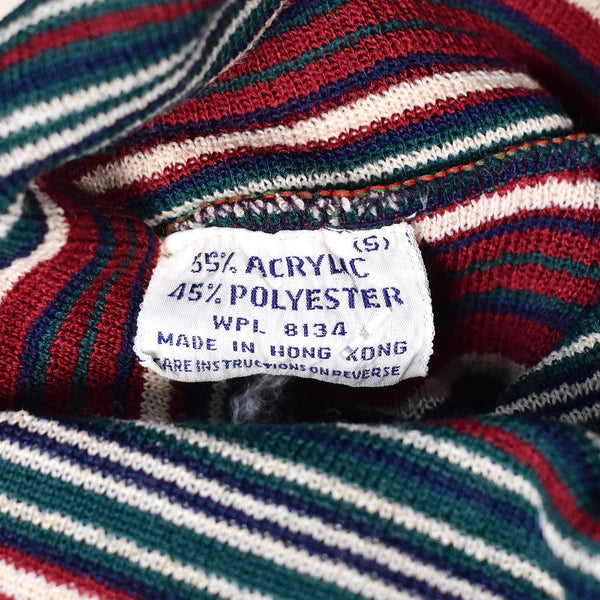 (S)
55% ACRYLIC
45% POLYESTER
WPL 8134
MADE IN HONG KONG
CARE INSTRUCTIONS ON REVERSE